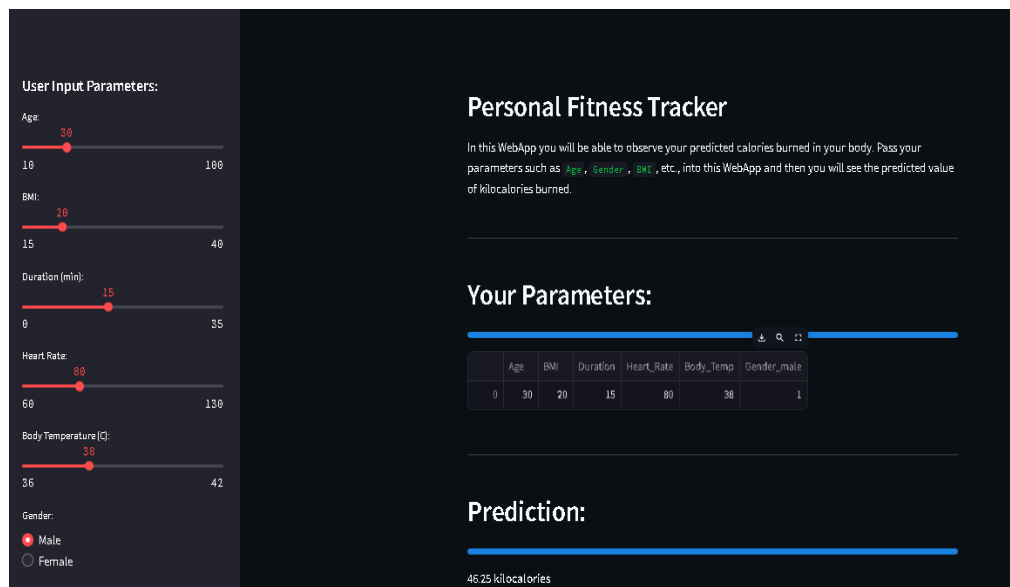 User Input Parameters:
Age:
30
10 100
BMI:
20
15 40
Duration (min):
15
0 35
Heart Rate:
80
60 130
Body Temperature (C):
38
36 42
Gender:
Male
Female
Personal Fitness Tracker
In this WebApp you will be able to observe your predicted calories burned in your body. Pass your
parameters such as Age , Gender , BMI , etc., into this WebApp and then you will see the predicted value
of kilocalories burned.
Your Parameters:
Age BMI Duration Heart_Rate Body_Temp Gender_male
0 30 20 15 80 38 1
Prediction:
46.25 kilocalories